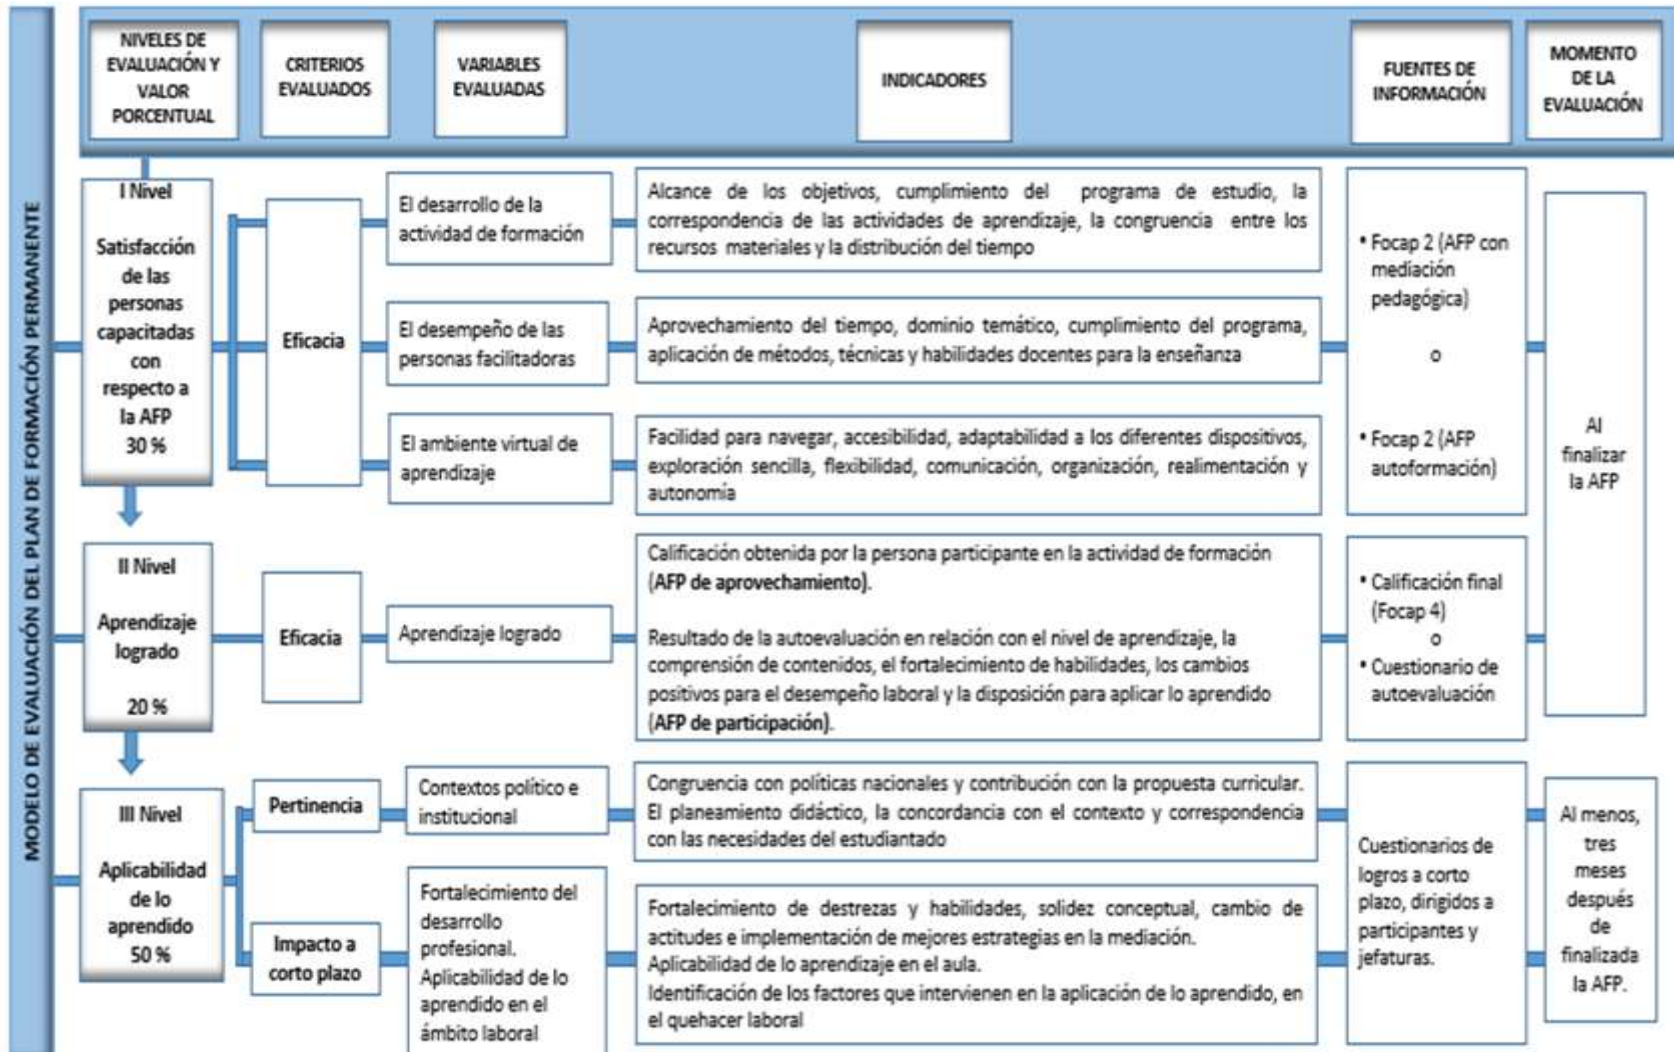 MODELO DE EVALUACIÓN DEL PLAN DE FORMACIÓN PERMANENTE
NIVELES DE
EVALUACIÓN Y
VALOR
PORCENTUAL
CRITERIOS
EVALUADOS
VARIABLES
EVALUADAS
INDICADORES
FUENTES DE
INFORMACIÓN
MOMENTO
DE LA
EVALUACIÓN
I Nivel
Satisfacción
de las
personas
capacitadas
con
respecto a
la AFP
30 %
Eficacia
El desarrollo de la
actividad de formación
Alcance de los objetivos, cumplimiento del programa de estudio, la
correspondencia de las actividades de aprendizaje, la congruencia entre los
recursos materiales y la distribución del tiempo
El desempeño de las
personas facilitadoras
Aprovechamiento del tiempo, dominio temático, cumplimiento del programa,
aplicación de métodos, técnicas y habilidades docentes para la enseñanza
El ambiente virtual de
aprendizaje
Facilidad para navegar, accesibilidad, adaptabilidad a los diferentes dispositivos,
exploración sencilla, flexibilidad, comunicación, organización, realimentación y
autonomía
• Focap 2 (AFP con
mediación
pedagógica)
o
• Focap 2 (AFP
autoformación)
Al
finalizar
la AFP
II Nivel
Aprendizaje
logrado
20 %
Eficacia
Aprendizaje logrado
Calificación obtenida por la persona participante en la actividad de formación
(AFP de aprovechamiento).
Resultado de la autoevaluación en relación con el nivel de aprendizaje, la
comprensión de contenidos, el fortalecimiento de habilidades, los cambios
positivos para el desempeño laboral y la disposición para aplicar lo aprendido
(AFP de participación).
• Calificación final
(Focap 4)
o
• Cuestionario de
autoevaluación
III Nivel
Aplicabilidad
de lo
aprendido
50 %
Pertinencia
Contextos político e
institucional
Congruencia con políticas nacionales y contribución con la propuesta curricular.
El planeamiento didáctico, la concordancia con el contexto y correspondencia
con las necesidades del estudiantado
Impacto a
corto plazo
Fortalecimiento del
desarrollo
profesional.
Aplicabilidad de lo
aprendido en el
ámbito laboral
Fortalecimiento de destrezas y habilidades, solidez conceptual, cambio de
actitudes e implementación de mejores estrategias en la mediación.
Aplicabilidad de lo aprendizaje en el aula.
Identificación de los factores que intervienen en la aplicación de lo aprendido, en
el quehacer laboral
Cuestionarios de
logros a corto
plazo, dirigidos a
participantes y
jefaturas.
Al menos,
tres
meses
después
de
finalizada
la AFP.